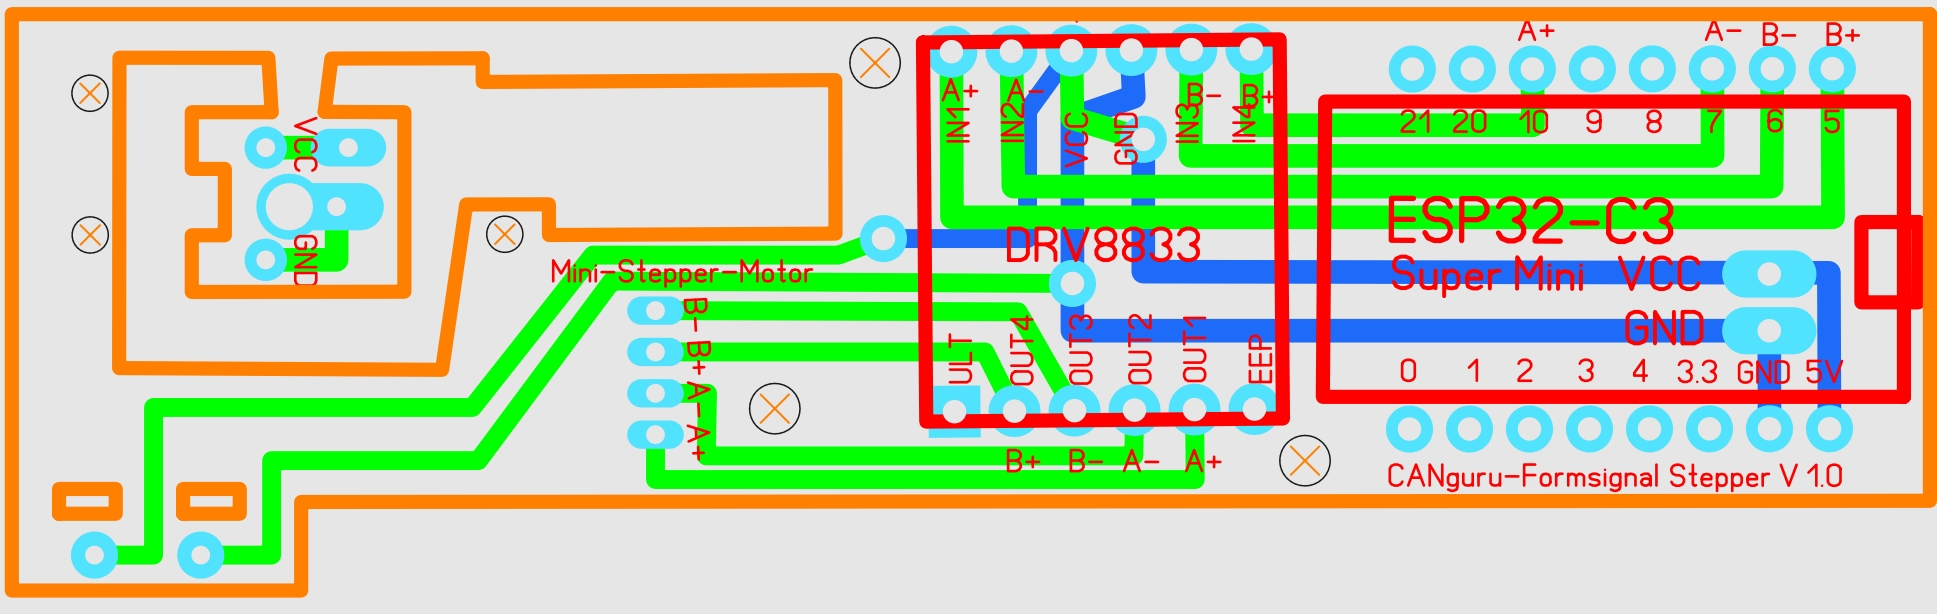 A+ A- B- B+
A+ A- B- B+
IN1 IN2 VCC GND IN3 IN4
21 20 10 9 8 7 6 5
VCC
GND
ESP32-C3
DRV8833
Super Mini VCC
Mini-Stepper-Motor
GND
B-
B+
A-
A+
ULT OUT4 OUT3 OUT2 OUT1 EEP
0 1 2 3 4 3.3 GND 5V
B+ B- A- A+
CANguru-Formsignal Stepper V 1.0